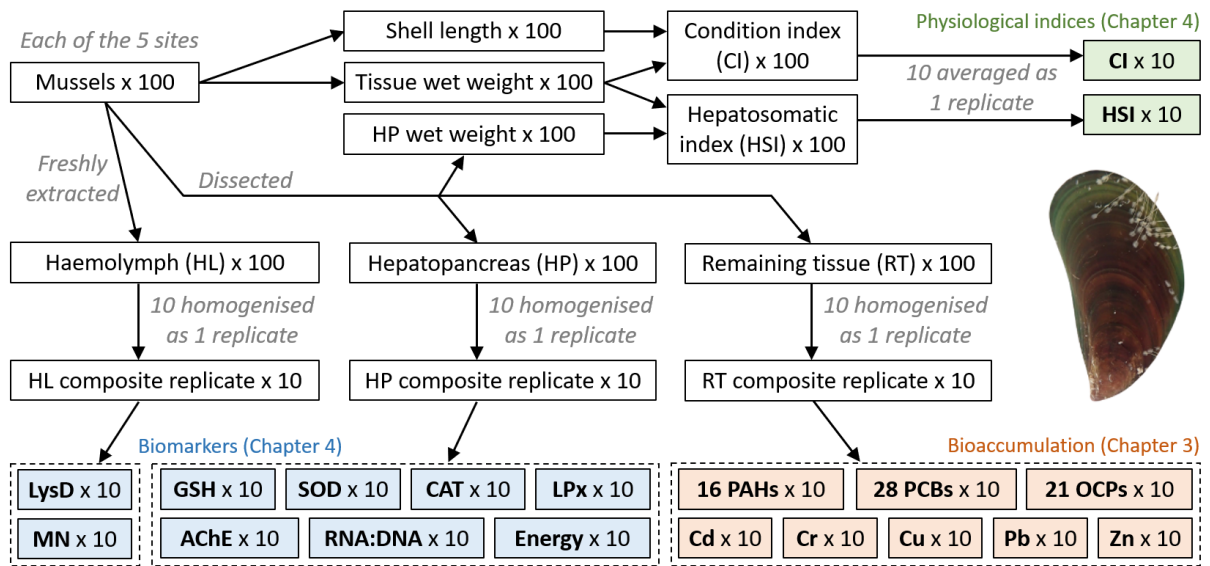 Physiological indices (Chapter 4)
Each of the 5 sites
Mussels x 100
Shell length x 100
Tissue wet weight x 100
HP wet weight x 100
Condition index
(CI) x 100
Hepatosomatic
index (HSI) x 100
10 averaged as
1 replicate
CI x 10
HSI x 10
Freshly
extracted
Dissected
Haemolymph (HL) x 100
Hepatopancreas (HP) x 100
Remaining tissue (RT) x 100
10 homogenised
as 1 replicate
10 homogenised
as 1 replicate
10 homogenised
as 1 replicate
HL composite replicate x 10
HP composite replicate x 10
RT composite replicate x 10
Biomarkers (Chapter 4)
Bioaccumulation (Chapter 3)
LysD x 10
MN x 10
GSH x 10
SOD x 10
CAT x 10
LPx x 10
AChE x 10
RNA:DNA x 10
Energy x 10
16 PAHs x 10
28 PCBs x 10
21 OCPs x 10
Cd x 10
Cr x 10
Cu x 10
Pb x 10
Zn x 10